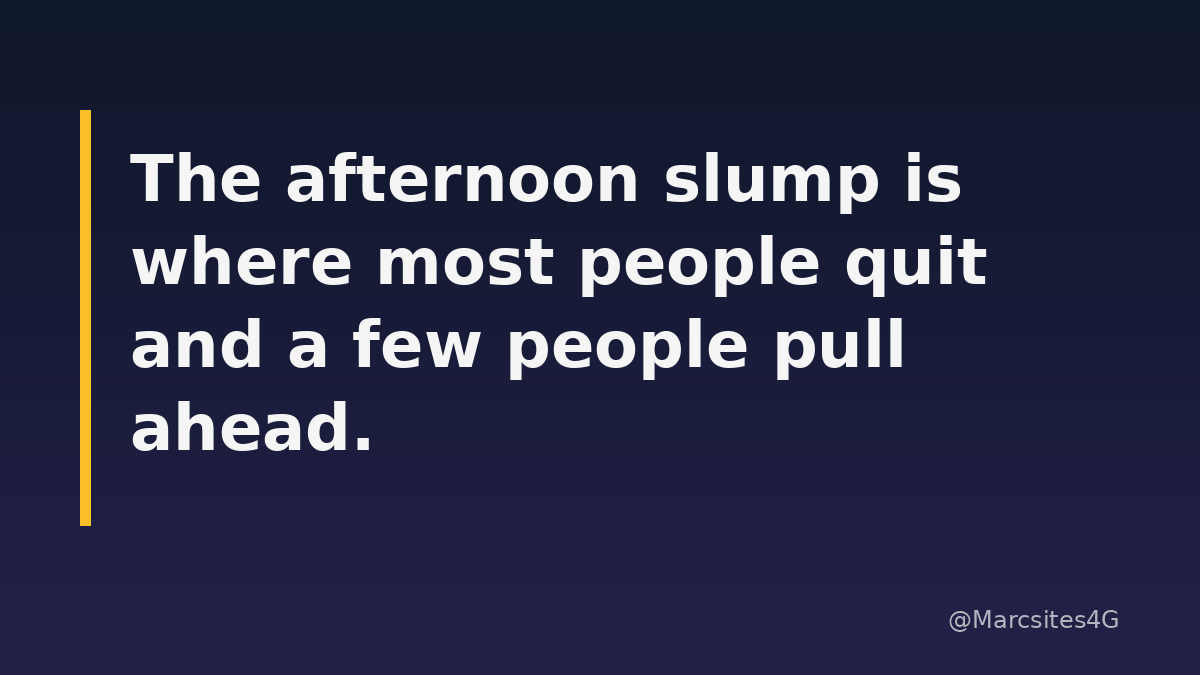 The afternoon slump is
where most people quit
and a few people pull
ahead.
@Marcsites4G